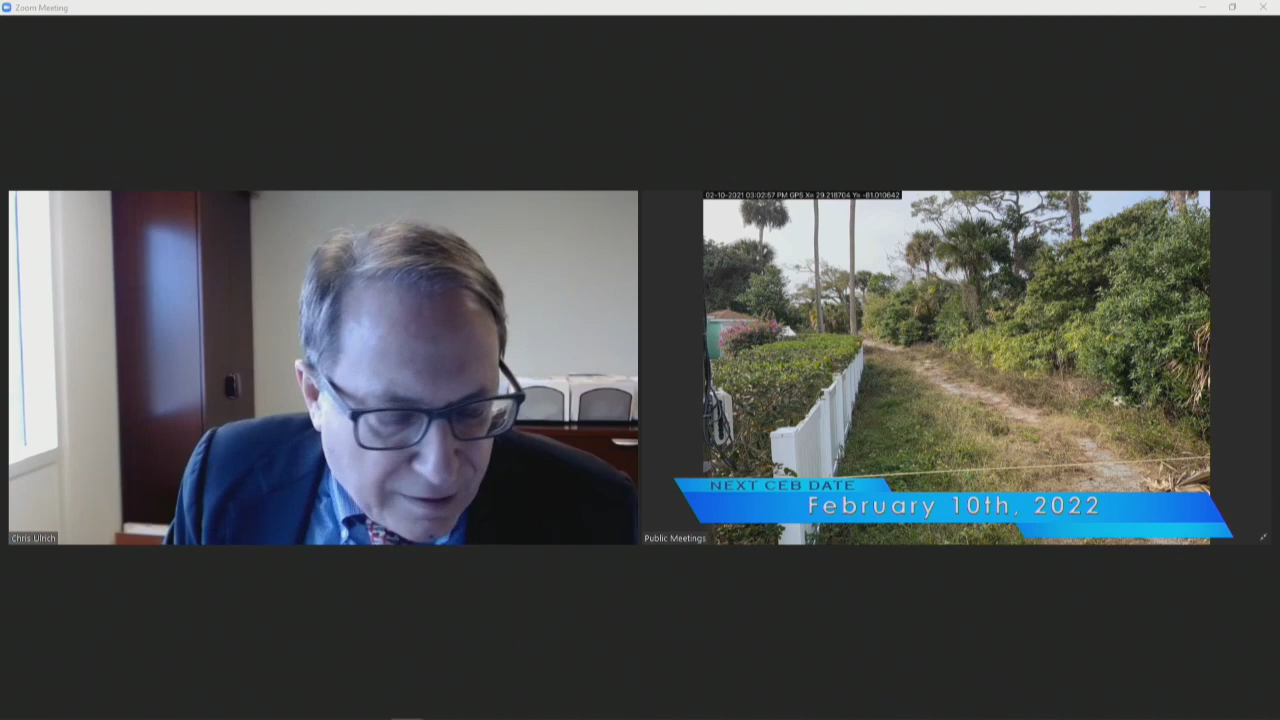 Zoom Meeting
02-10-2021 03:02:57 PM GPS X= 29.218704 Y= -81.010642
NEXT CEB DATE
February 10th, 2022
Chris Ulrich
Public Meetings